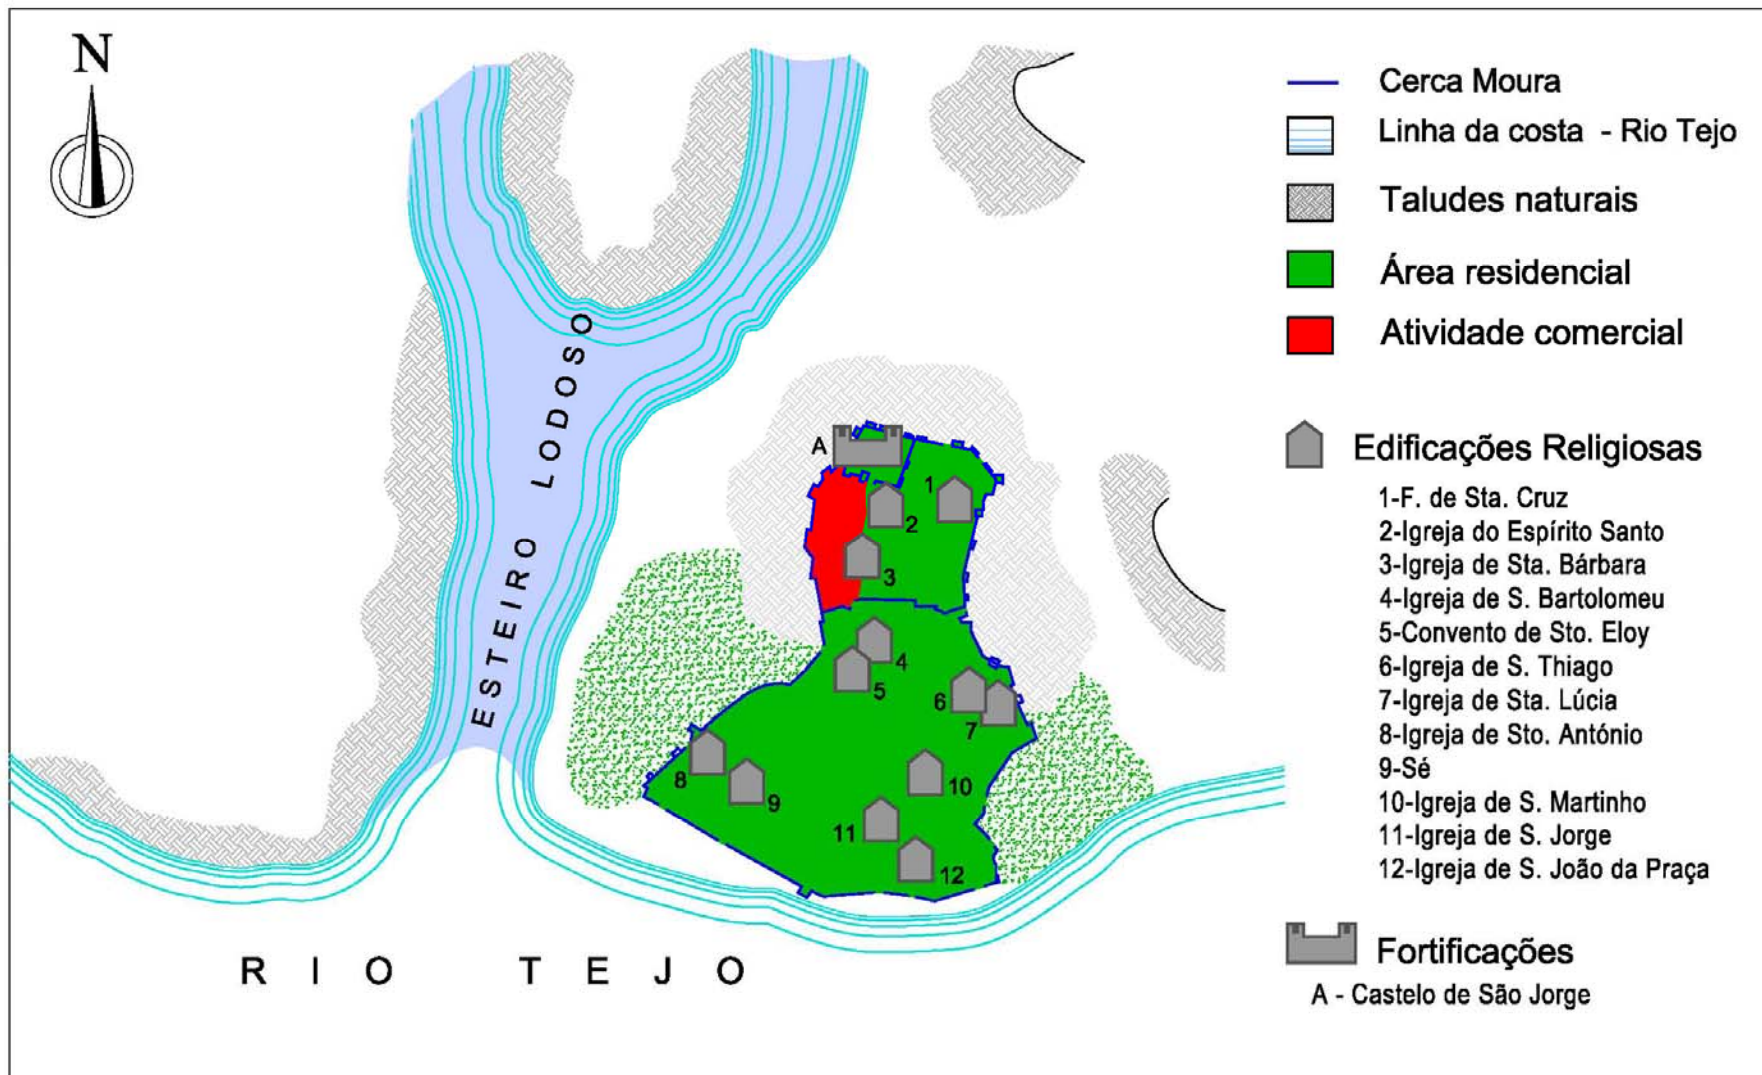 N
Cerca Moura
Linha da costa - Rio Tejo
Taludes naturais
Área residencial
Atividade comercial
ESTEIRO LODOSO
A
1
2
3
4
5
6
7
8
9
10
11
12
RIO TEJO
Edificações Religiosas
1-F. de Sta. Cruz
2-Igreja do Espírito Santo
3-Igreja de Sta. Bárbara
4-Igreja de S. Bartolomeu
5-Convento de Sto. Eloy
6-Igreja de S. Thiago
7-Igreja de Sta. Lúcia
8-Igreja de Sto. António
9-Sé
10-Igreja de S. Martinho
11-Igreja de S. Jorge
12-Igreja de S. João da Praça
Fortificações
A - Castelo de São Jorge